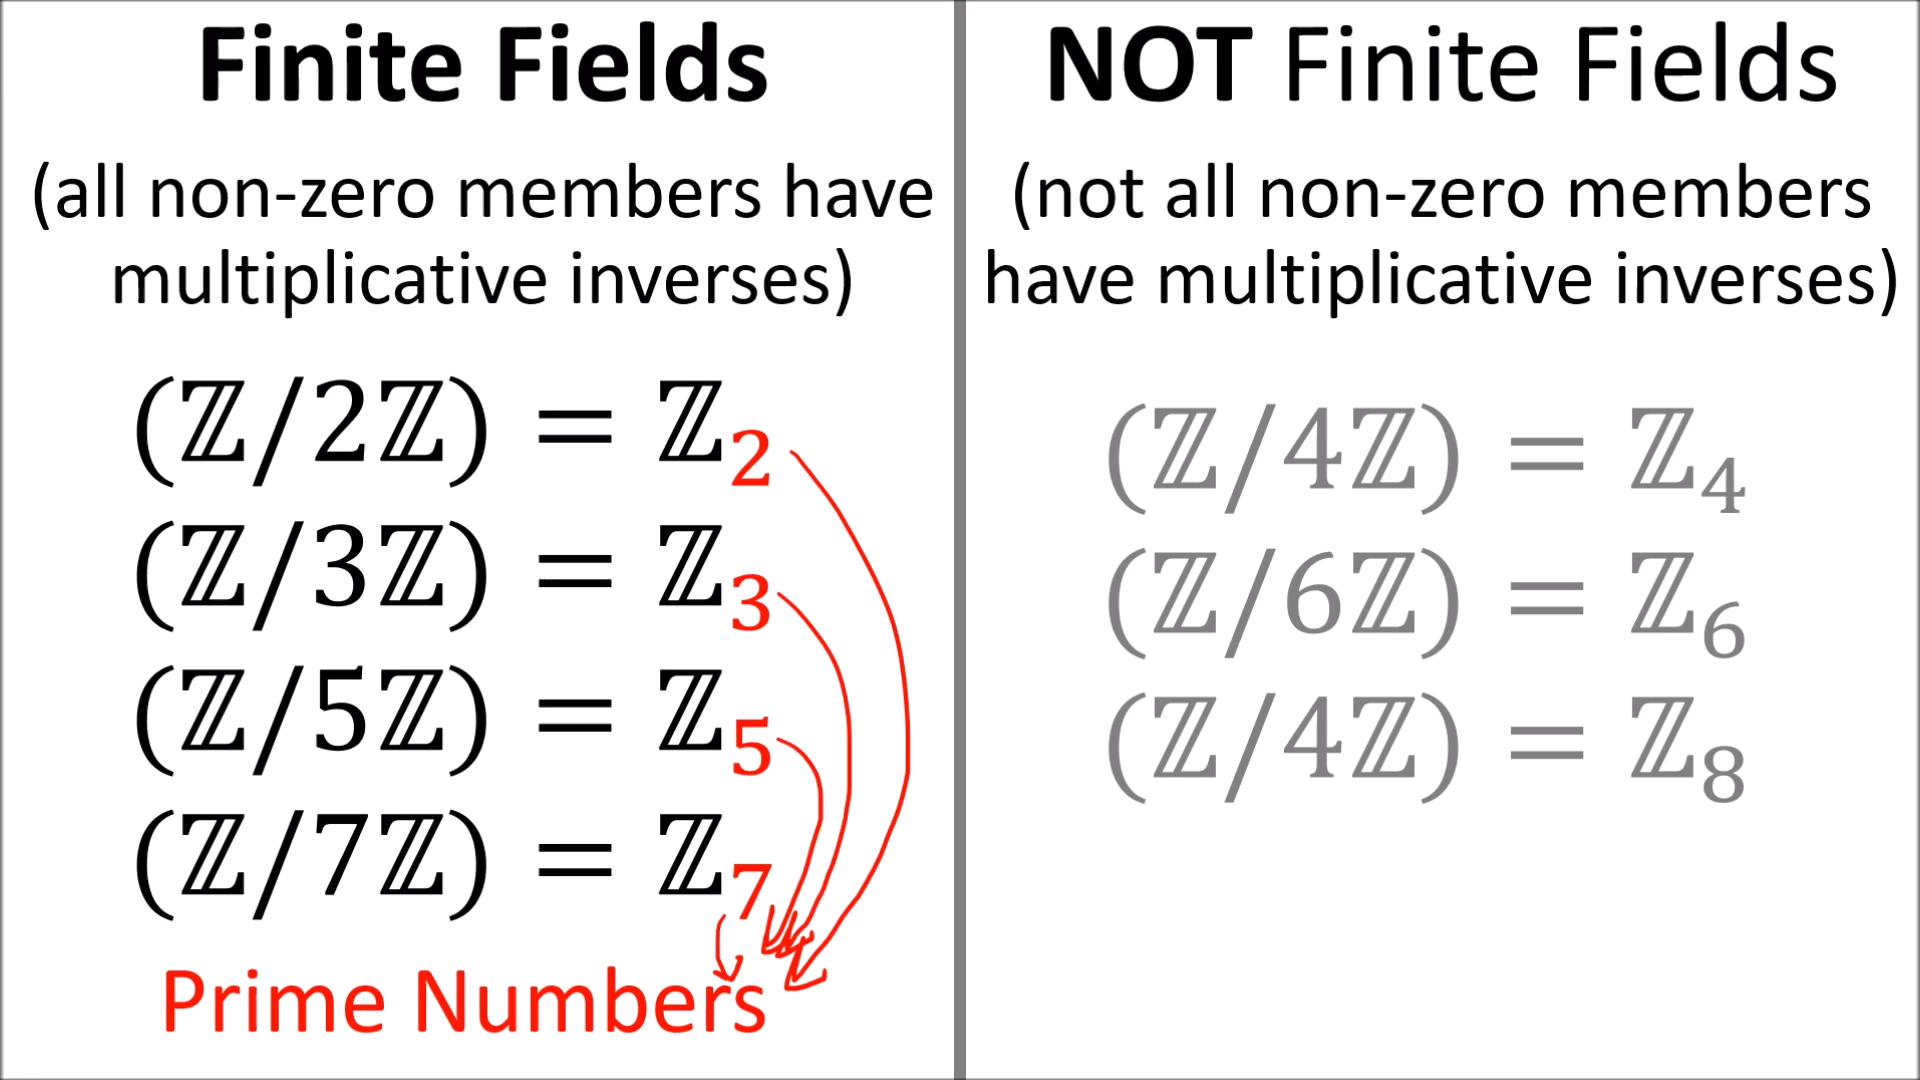 Finite Fields
(all non-zero members have
multiplicative inverses)
(ℤ/2ℤ) = ℤ₂
(ℤ/3ℤ) = ℤ₃
(ℤ/5ℤ) = ℤ₅
(ℤ/7ℤ) = ℤ₇
Prime Numbers
NOT Finite Fields
(not all non-zero members
have multiplicative inverses)
(ℤ/4ℤ) = ℤ₄
(ℤ/6ℤ) = ℤ₆
(ℤ/4ℤ) = ℤ₈